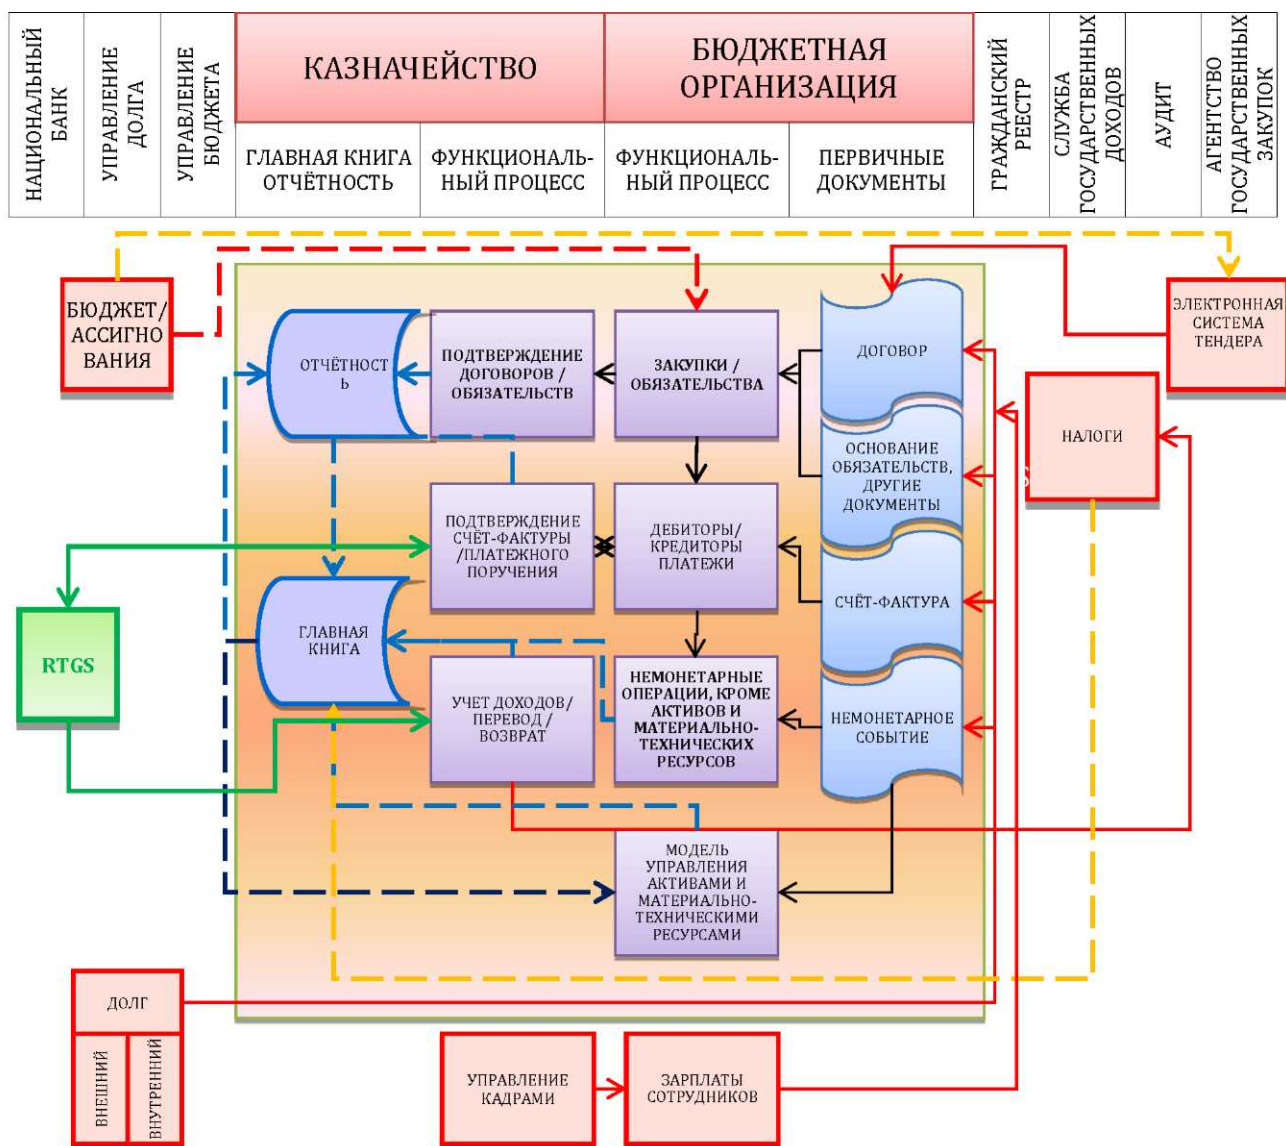 НАЦИОНАЛЬНЫЙ
БАНК
УПРАВЛЕНИЕ
ДОЛГА
УПРАВЛЕНИЕ
БЮДЖЕТА
КАЗНАЧЕЙСТВО
БЮДЖЕТНАЯ
ОРГАНИЗАЦИЯ
ГЛАВНАЯ КНИГА
ОТЧЁТНОСТЬ
ФУНКЦИОНАЛЬ-
НЫЙ ПРОЦЕСС
ФУНКЦИОНАЛЬ-
НЫЙ ПРОЦЕСС
ПЕРВИЧНЫЕ
ДОКУМЕНТЫ
ГРАЖДАНСКИЙ
РЕЕСТР
СЛУЖБА
ГОСУДАРСТВЕННЫХ
ДОХОДОВ
АУДИТ
АГЕНТСТВО
ГОСУДАРСТВЕННЫХ
ЗАКУПОК
БЮДЖЕТ/
АССИГНО
ВАНИЯ
ОТЧЁТНОСТ
Ь
ПОДТВЕРЖДЕНИЕ
ДОГОВОРОВ /
ОБЯЗАТЕЛЬСТВ
ЗАКУПКИ /
ОБЯЗАТЕЛЬСТВА
ДОГОВОР
ЭЛЕКТРОННАЯ
СИСТЕМА
ТЕНДЕРА
НАЛОГИ
ОСНОВАНИЕ
ОБЯЗАТЕЛЬСТВ,
ДРУГИЕ
ДОКУМЕНТЫ
ПОДТВЕРЖДЕНИЕ
СЧЁТ-ФАКТУРЫ
/ПЛАТЕЖНОГО
ПОРУЧЕНИЯ
ДЕБИТОРЫ/
КРЕДИТОРЫ
ПЛАТЕЖИ
СЧЁТ-ФАКТУРА
RTGS
ГЛАВНАЯ
КНИГА
УЧЕТ ДОХОДОВ/
ПЕРЕВОД /
ВОЗВРАТ
НЕМОНЕТАРНЫЕ
ОПЕРАЦИИ, КРОМЕ
АКТИВОВ И
МАТЕРИАЛЬНО-
ТЕХНИЧЕСКИХ
РЕСУРСОВ
НЕМОНЕТАРНОЕ
СОБЫТИЕ
МОДЕЛЬ
УПРАВЛЕНИЯ
АКТИВАМИ И
МАТЕРИАЛЬНО-
ТЕХНИЧЕСКИМИ
РЕСУРСАМИ
ДОЛГ
ВНЕШНИЙ
ВНУТРЕННИЙ
УПРАВЛЕНИЕ
КАДРАМИ
ЗАРПЛАТЫ
СОТРУДНИКОВ